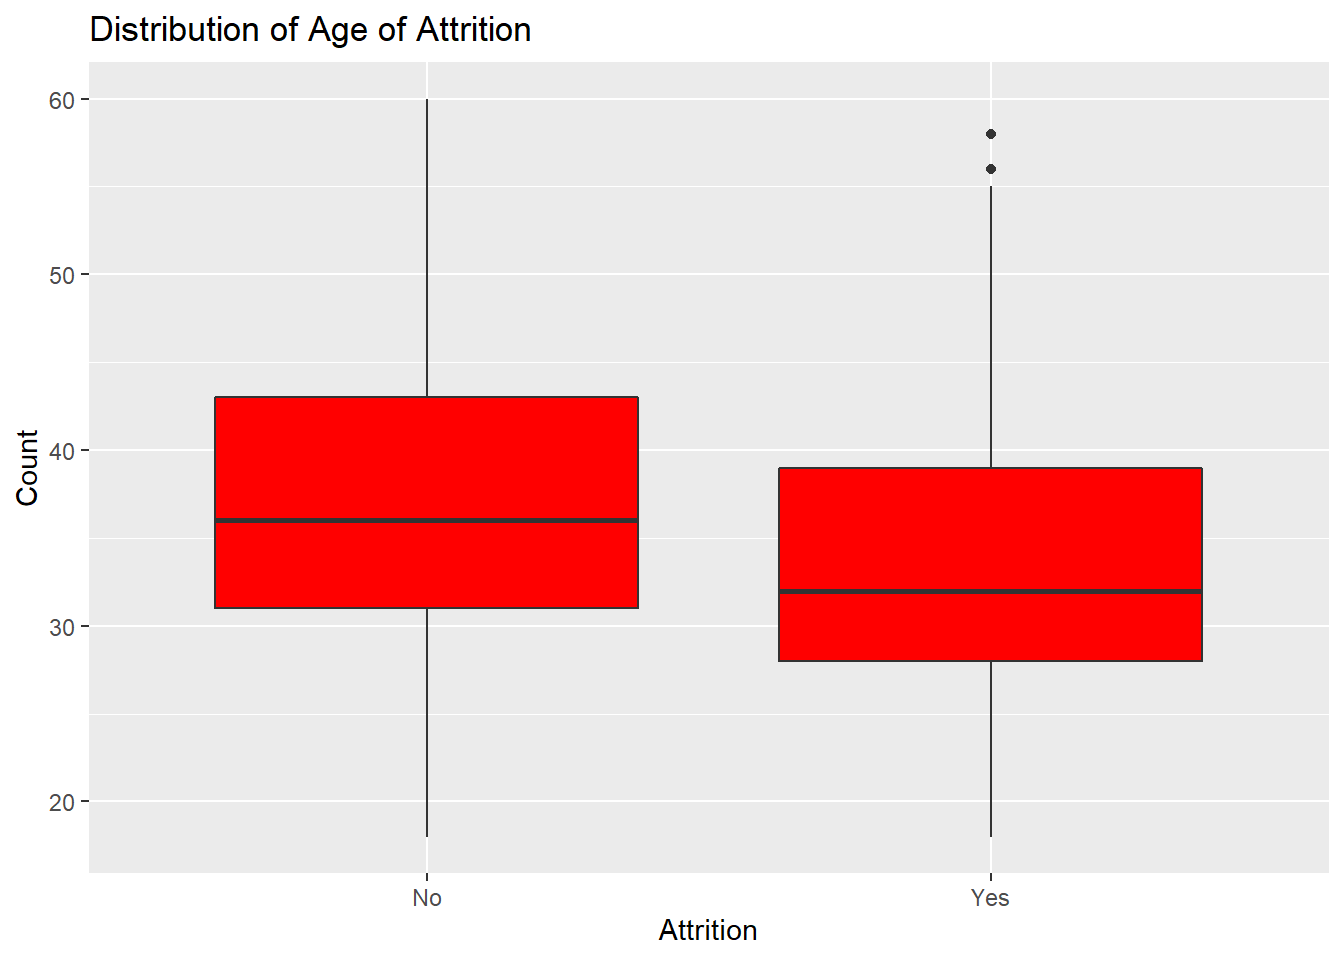 Distribution of Age of Attrition
60
50
40
30
20
Count
No
Yes
Attrition